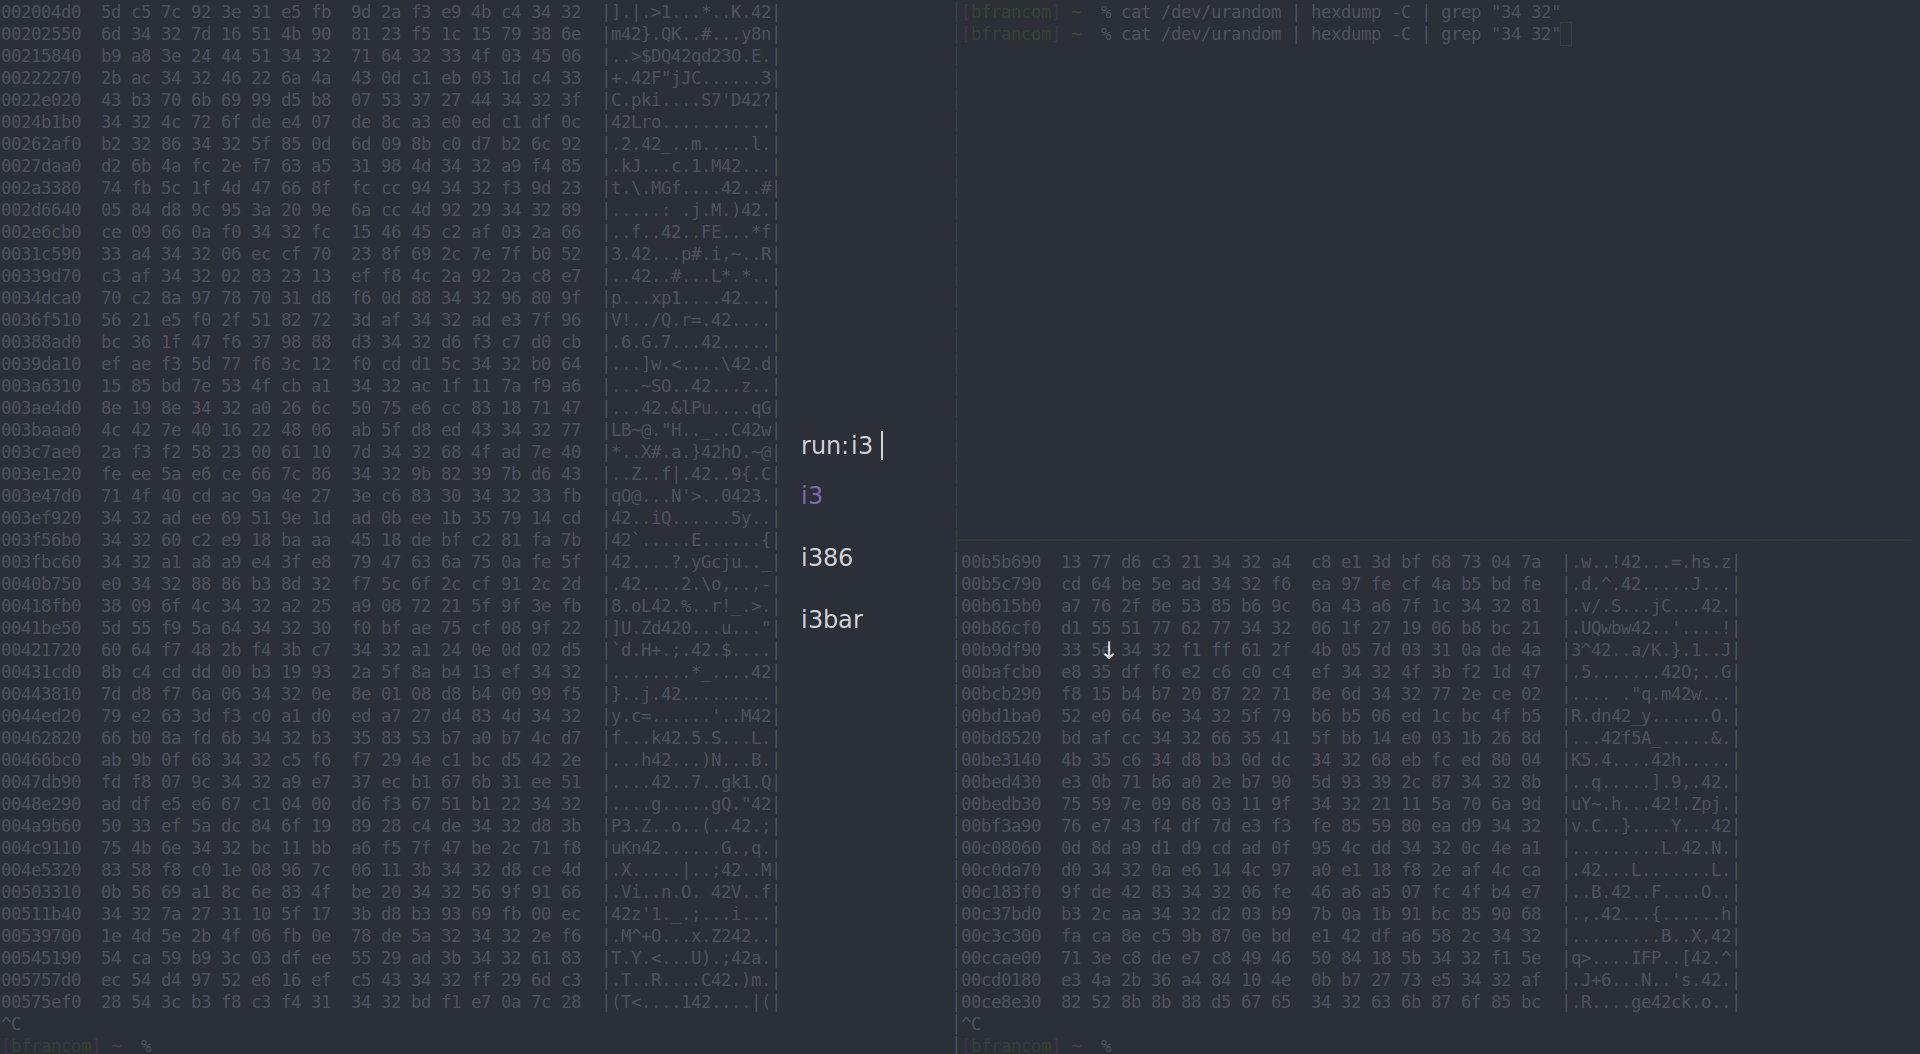 002004d0  5d c5 7c 92 3e 31 e5 fb  9d 2a f3 e9 4b c4 34 32  |].|.>1...*..K.42|
00202550  6d 34 32 7d 16 51 4b 90  81 23 f5 1c 15 79 38 6e  |m42}.QK..#...y8n|
00215840  b9 a8 3e 24 44 51 34 32  71 64 32 33 4f 03 45 06  |..>$DQ42qd23O.E.|
00222270  2b ac 34 32 46 22 6a 4a  43 0d c1 eb 03 1d c4 33  |+.42F"jJC......3|
0022e020  43 b3 70 6b 69 99 d5 b8  07 53 37 27 44 34 32 3f  |C.pki....S7'D42?|
0024b1b0  34 32 4c 72 6f de e4 07  de 8c a3 e0 ed c1 df 0c  |42Lro...........|
00262af0  b2 32 86 34 32 5f 85 0d  6d 09 8b c0 d7 b2 6c 92  |.2.42_..m.....l.|
0027daa0  d2 6b 4a fc 2e f7 63 a5  31 98 4d 34 32 a9 f4 85  |.kJ...c.1.M42...|
002a3380  74 fb 5c 1f 4d 47 66 8f  fc cc 94 34 32 f3 9d 23  |t.\.MGf....42..#|
002d6640  05 84 d8 9c 95 3a 20 9e  6a cc 4d 92 29 34 32 89  |.....: .j.M.)42.|
002e6cb0  ce 09 66 0a f0 34 32 fc  15 46 45 c2 af 03 2a 66  |..f..42..FE...*f|
0031c590  33 a4 34 32 06 ec cf 70  23 8f 69 2c 7e 7f b0 52  |3.42...p#.i,~..R|
00339d70  c3 af 34 32 02 83 23 13  ef f8 4c 2a 92 2a c8 e7  |..42..#...L*.*..|
0034dca0  70 c2 8a 97 78 70 31 d8  f6 0d 88 34 32 96 80 9f  |p...xp1....42...|
0036f510  56 21 e5 f0 2f 51 82 72  3d af 34 32 ad e3 7f 96  |V!../Q.r=.42....|
00388ad0  bc 36 1f 47 f6 37 98 88  d3 34 32 d6 f3 c7 d0 cb  |.6.G.7...42.....|
0039da10  ef ae f3 5d 77 f6 3c 12  f0 cd d1 5c 34 32 b0 64  |...]w.<....\42.d|
003a6310  15 85 bd 7e 53 4f cb a1  34 32 ac 1f 11 7a f9 a6  |...~SO..42...z..|
003ae4d0  8e 19 8e 34 32 a0 26 6c  50 75 e6 cc 83 18 71 47  |...42.&lPu....qG|
003baaa0  4c 42 7e 40 16 22 48 06  ab 5f d8 ed 43 34 32 77  |LB~@."H.._..C42w|
003c7ae0  2a f3 f2 58 23 00 61 10  7d 34 32 68 4f ad 7e 40  |*..X#.a.}42hO.~@|
003e1e20  fe ee 5a e6 ce 66 7c 86  34 32 9b 82 39 7b d6 43  |..Z..f|.42..9{.C|
003e47d0  71 4f 40 cd ac 9a 4e 27  3e c6 83 30 34 32 33 fb  |qO@...N'>..0423.|
003ef920  34 32 ad ee 69 51 9e 1d  ad 0b ee 1b 35 79 14 cd  |42..iQ......5y..|
003f56b0  34 32 60 c2 e9 18 ba aa  45 18 de bf c2 81 fa 7b  |42`.....E......{|
003fbc60  34 32 a1 a8 a9 e4 3f e8  79 47 63 6a 75 0a fe 5f  |42....?.yGcju.._|
0040b750  e0 34 32 88 86 b3 8d 32  f7 5c 6f 2c cf 91 2c 2d  |.42....2.\o,..,-|
00418fb0  38 09 6f 4c 34 32 a2 25  a9 08 72 21 5f 9f 3e fb  |8.oL42.%..r!_.>.|
0041be50  5d 55 f9 5a 64 34 32 30  f0 bf ae 75 cf 08 9f 22  |]U.Zd420...u..."|
00421720  60 64 f7 48 2b f4 3b c7  34 32 a1 24 0e 0d 02 d5  |`d.H+.;.42.$....|
00431cd0  8b c4 cd dd 00 b3 19 93  2a 5f 8a b4 13 ef 34 32  |........*_....42|
00443810  7d d8 f7 6a 06 34 32 0e  8e 01 08 d8 b4 00 99 f5  |}..j.42.........|
0044ed20  79 e2 63 3d f3 c0 a1 d0  ed a7 27 d4 83 4d 34 32  |y.c=......'..M42|
00462820  66 b0 8a fd 6b 34 32 b3  35 83 53 b7 a0 b7 4c d7  |f...k42.5.S...L.|
00466bc0  ab 9b 0f 68 34 32 c5 f6  f7 29 4e c1 bc d5 42 2e  |...h42...)N...B.|
0047db90  fd f8 07 9c 34 32 a9 e7  37 ec b1 67 6b 31 ee 51  |....42..7..gk1.Q|
0048e290  ad df e5 e6 67 c1 04 00  d6 f3 67 51 b1 22 34 32  |....g.....gQ."42|
004a9b60  50 33 ef 5a dc 84 6f 19  89 28 c4 de 34 32 d8 3b  |P3.Z..o..(..42.;|
004c9110  75 4b 6e 34 32 bc 11 bb  a6 f5 7f 47 be 2c 71 f8  |uKn42......G.,q.|
004e5320  83 58 f8 c0 1e 08 96 7c  06 11 3b 34 32 d8 ce 4d  |.X.....|..;42..M|
00503310  0b 56 69 a1 8c 6e 83 4f  be 20 34 32 56 9f 91 66  |.Vi..n.O. 42V..f|
00511b40  34 32 7a 27 31 10 5f 17  3b d8 b3 93 69 fb 00 ec  |42z'1._.;...i...|
00539700  1e 4d 5e 2b 4f 06 fb 0e  78 de 5a 32 34 32 2e f6  |.M^+O...x.Z242..|
00545190  54 ca 59 b9 3c 03 df ee  55 29 ad 3b 34 32 61 83  |T.Y.<...U).;42a.|
005757d0  ec 54 d4 97 52 e6 16 ef  c5 43 34 32 ff 29 6d c3  |.T..R....C42.)m.|
00575ef0  28 54 3c b3 f8 c3 f4 31  34 32 bd f1 e7 0a 7c 28  |(T<....142....|(|
^C
[bfrancom] ~  %
[bfrancom] ~  % cat /dev/urandom | hexdump -C | grep "34 32"
[bfrancom] ~  % cat /dev/urandom | hexdump -C | grep "34 32"
run:i3
i3
i386
i3bar
00b5b690  13 77 d6 c3 21 34 32 a4  c8 e1 3d bf 68 73 04 7a  |.w..!42...=.hs.z|
00b5c790  cd 64 be 5e ad 34 32 f6  ea 97 fe cf 4a b5 bd fe  |.d.^.42.....J...|
00b615b0  a7 76 2f 8e 53 85 b6 9c  6a 43 a6 7f 1c 34 32 81  |.v/.S...jC...42.|
00b86cf0  d1 55 51 77 62 77 34 32  06 1f 27 19 06 b8 bc 21  |.UQwbw42..'....!|
00b9df90  33 5e 34 32 f1 ff 61 2f  4b 05 7d 03 31 0a de 4a  |3^42..a/K.}.1..J|
00bafcb0  e8 35 df f6 e2 c6 c0 c4  ef 34 32 4f 3b f2 1d 47  |.5.......42O;..G|
00bcb290  f8 15 b4 b7 20 87 22 71  8e 6d 34 32 77 2e ce 02  |.... ."q.m42w...|
00bd1ba0  52 e0 64 6e 34 32 5f 79  b6 b5 06 ed 1c bc 4f b5  |R.dn42_y......O.|
00bd8520  bd af cc 34 32 66 35 41  5f bb 14 e0 03 1b 26 8d  |...42f5A_.....&.|
00be3140  4b 35 c6 34 d8 b3 0d dc  34 32 68 eb fc ed 80 04  |K5.4....42h.....|
00bed430  e3 0b 71 b6 a0 2e b7 90  5d 93 39 2c 87 34 32 8b  |..q.....].9,.42.|
00bedb30  75 59 7e 09 68 03 11 9f  34 32 21 11 5a 70 6a 9d  |uY~.h...42!.Zpj.|
00bf3a90  76 e7 43 f4 df 7d e3 f3  fe 85 59 80 ea d9 34 32  |v.C..}....Y...42|
00c08060  0d 8d a9 d1 d9 cd ad 0f  95 4c dd 34 32 0c 4e a1  |.........L.42.N.|
00c0da70  d0 34 32 0a e6 14 4c 97  a0 e1 18 f8 2e af 4c ca  |.42...L.......L.|
00c183f0  9f de 42 83 34 32 06 fe  46 a6 a5 07 fc 4f b4 e7  |..B.42..F....O..|
00c37bd0  b3 2c aa 34 32 d2 03 b9  7b 0a 1b 91 bc 85 90 68  |.,.42...{......h|
00c3c300  fa ca 8e c5 9b 87 0e bd  e1 42 df a6 58 2c 34 32  |.........B..X,42|
00ccae00  71 3e c8 de e7 c8 49 46  50 84 18 5b 34 32 f1 5e  |q>....IFP..[42.^|
00cd0180  e3 4a 2b 36 a4 84 10 4e  0b b7 27 73 e5 34 32 af  |.J+6...N..'s.42.|
00ce8e30  82 52 8b 8b 88 d5 67 65  34 32 63 6b 87 6f 85 bc  |.R....ge42ck.o..|
^C
[bfrancom] ~  %